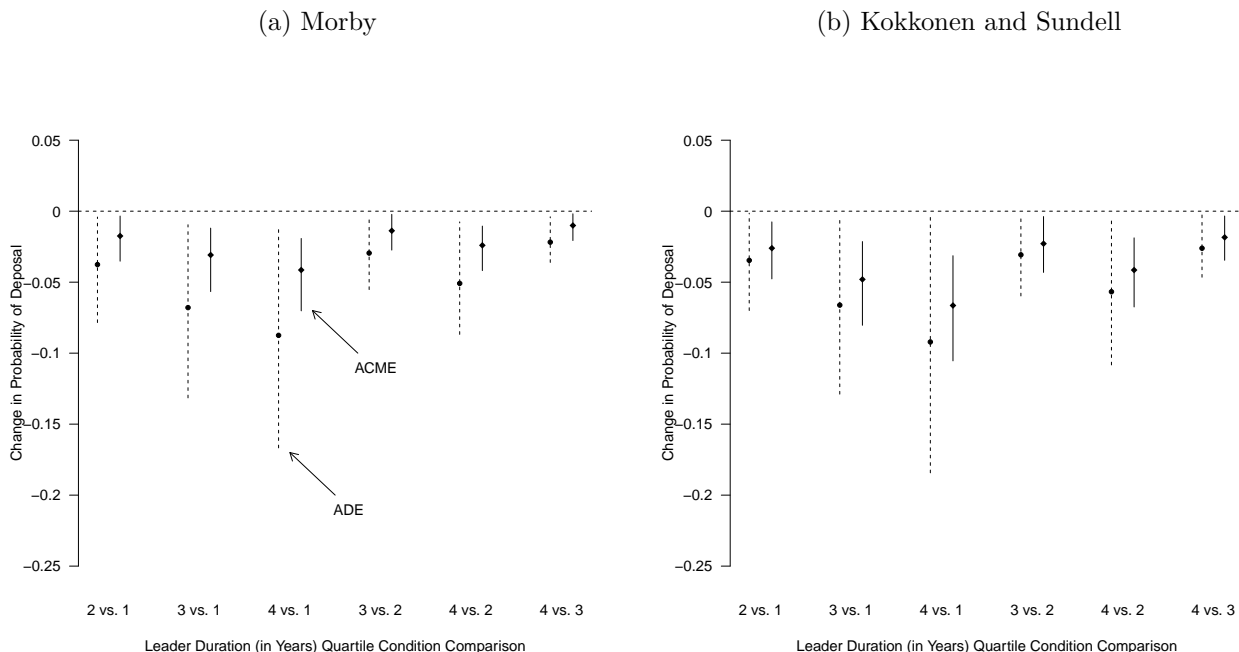 (a) Morby
Change in Probability of Deposal
0.05
0
−0.05
−0.1
−0.15
−0.2
−0.25
ACME
ADE
2 vs. 1 3 vs. 1 4 vs. 1 3 vs. 2 4 vs. 2 4 vs. 3
Leader Duration (in Years) Quartile Condition Comparison
(b) Kokkonen and Sundell
Change in Probability of Deposal
0.05
0
−0.05
−0.1
−0.15
−0.2
−0.25
2 vs. 1 3 vs. 1 4 vs. 1 3 vs. 2 4 vs. 2 4 vs. 3
Leader Duration (in Years) Quartile Condition Comparison